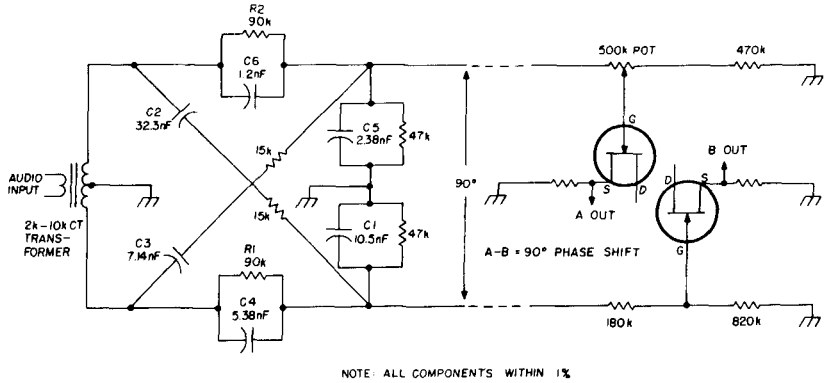 R2
90k
C6
1.2nF
500k POT
470k
C2
32.3nF
C5
2.38nF
47k
15k
G
S
D
AUDIO
INPUT
90°
B OUT
D
S
A OUT
15k
2k-10k CT
TRANS-
FORMER
C3
7.14nF
C1
10.5nF
47k
A-B = 90° PHASE SHIFT
G
R1
90k
C4
5.38nF
180k
820k
NOTE: ALL COMPONENTS WITHIN 1%